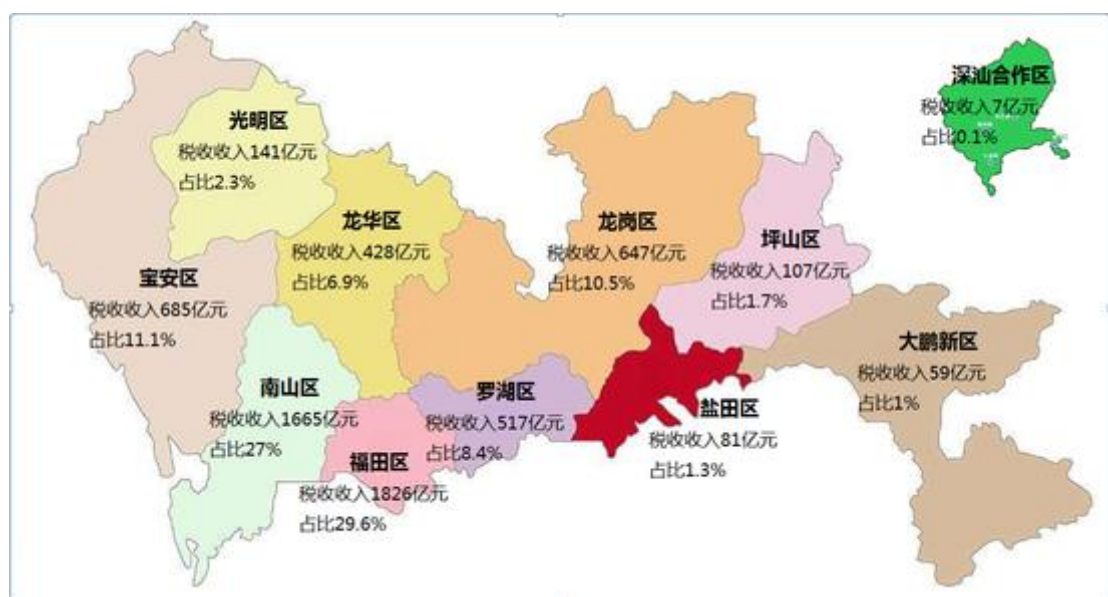 深汕合作区
税收收入7亿元
占比0.1%
光明区
税收收入141亿元
占比2.3%
龙华区
税收收入428亿元
占比6.9%
龙岗区
税收收入647亿元
占比10.5%
坪山区
税收收入107亿元
占比1.7%
宝安区
税收收入685亿元
占比11.1%
大鹏新区
税收收入59亿元
占比1%
南山区
税收收入1665亿元
占比27%
罗湖区
税收收入517亿元
占比8.4%
盐田区
税收收入81亿元
占比1.3%
福田区
税收收入1826亿元
占比29.6%